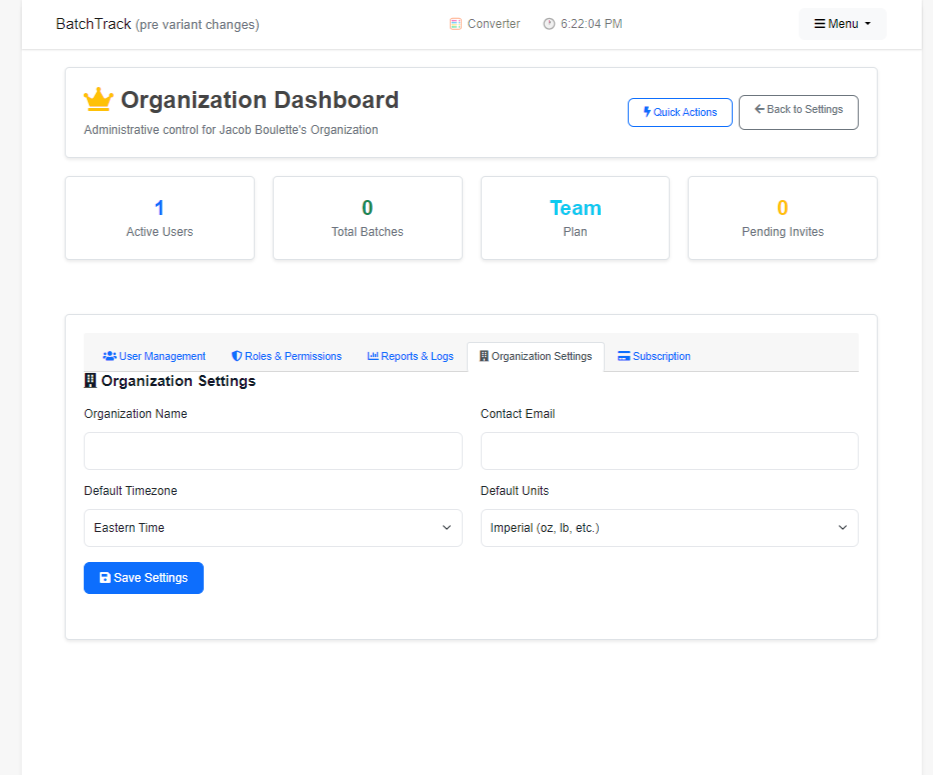 BatchTrack (pre variant changes)
Converter
6:22:04 PM
Menu
Organization Dashboard
Administrative control for Jacob Boulette's Organization
Quick Actions
Back to Settings
1
Active Users
0
Total Batches
Team
Plan
0
Pending Invites
User Management
Roles & Permissions
Reports & Logs
Organization Settings
Subscription
Organization Settings
Organization Name
Contact Email
Default Timezone
Default Units
Eastern Time
Imperial (oz, lb, etc.)
Save Settings